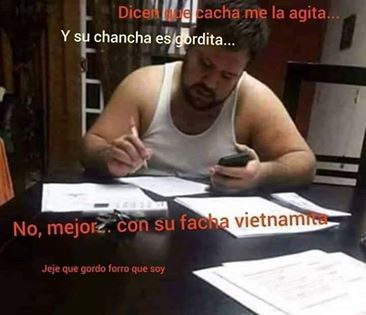 Dicen que cacha me la agita...
Y su chancha es gordita...
No, mejor... con su facha vietnamita
Jeje que gordo forro que soy